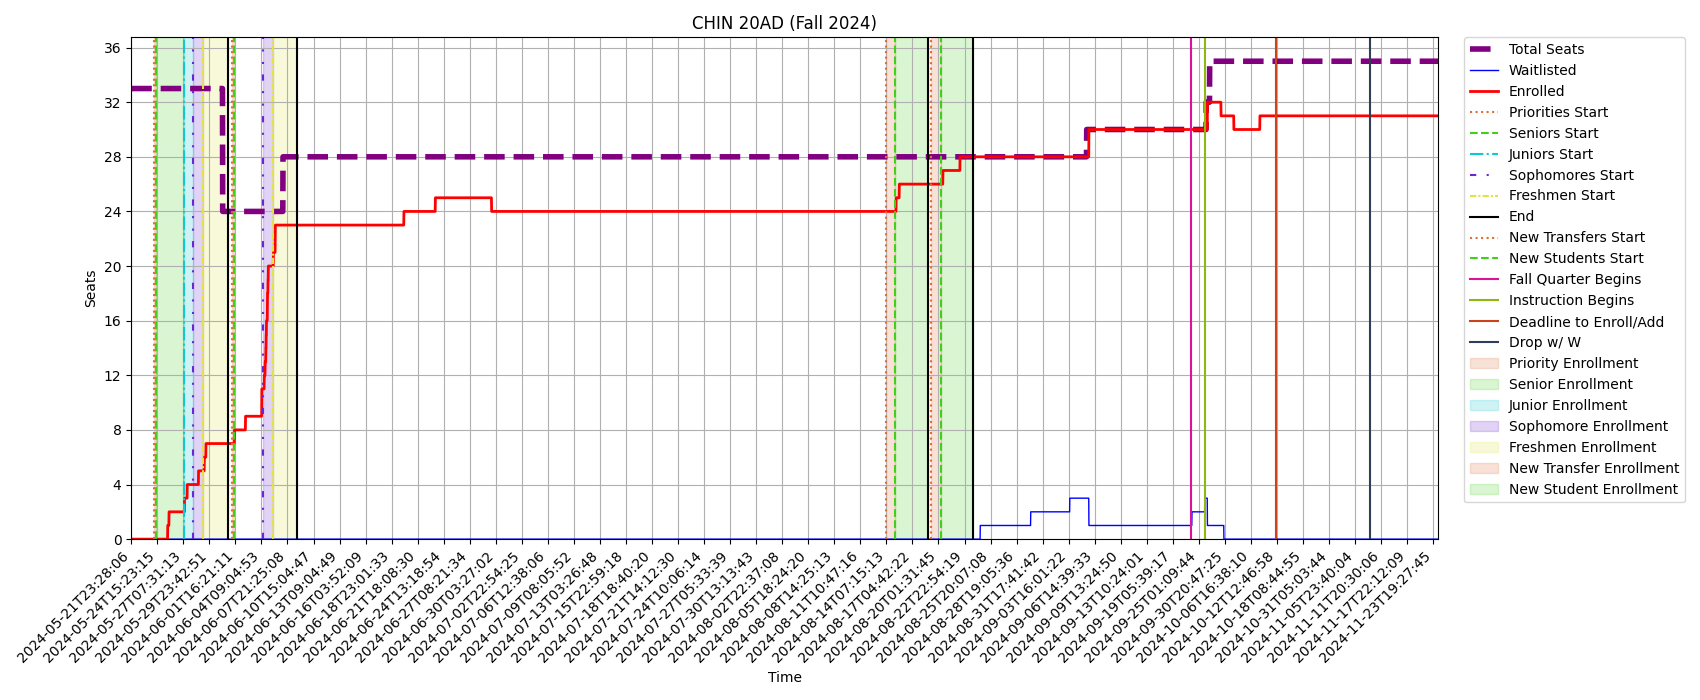 CHIN 20AD (Fall 2024)
Seats
36
32
28
24
20
16
12
8
4
0
2024-05-21T23:28:06
2024-05-24T15:23:15
2024-05-27T07:31:13
2024-05-29T23:42:51
2024-06-01T16:21:11
2024-06-04T09:04:53
2024-06-07T21:25:08
2024-06-10T15:04:47
2024-06-13T09:04:49
2024-06-16T03:52:09
2024-06-18T23:01:33
2024-06-21T18:08:30
2024-06-24T13:18:54
2024-06-27T08:21:34
2024-06-30T03:27:02
2024-07-02T22:54:25
2024-07-06T12:38:06
2024-07-09T08:05:52
2024-07-13T03:26:48
2024-07-15T22:59:18
2024-07-18T18:40:20
2024-07-21T14:12:30
2024-07-24T10:06:14
2024-07-27T05:33:39
2024-07-30T13:13:43
2024-08-02T22:37:08
2024-08-05T18:24:20
2024-08-08T14:25:13
2024-08-11T10:47:16
2024-08-14T07:15:13
2024-08-17T04:42:22
2024-08-20T01:31:45
2024-08-22T22:54:19
2024-08-25T20:07:08
2024-08-28T19:05:36
2024-08-31T17:41:42
2024-09-03T16:01:22
2024-09-06T14:39:33
2024-09-09T13:24:50
2024-09-13T10:24:01
2024-09-19T05:39:17
2024-09-25T01:09:44
2024-09-30T20:47:25
2024-10-06T16:38:10
2024-10-12T12:46:58
2024-10-18T08:44:55
2024-10-31T05:03:44
2024-11-05T23:40:04
2024-11-11T20:30:06
2024-11-17T22:12:09
2024-11-23T19:27:45
Time
Total Seats
Waitlisted
Enrolled
Priorities Start
Seniors Start
Juniors Start
Sophomores Start
Freshmen Start
End
New Transfers Start
New Students Start
Fall Quarter Begins
Instruction Begins
Deadline to Enroll/Add
Drop w/ W
Priority Enrollment
Senior Enrollment
Junior Enrollment
Sophomore Enrollment
Freshmen Enrollment
New Transfer Enrollment
New Student Enrollment